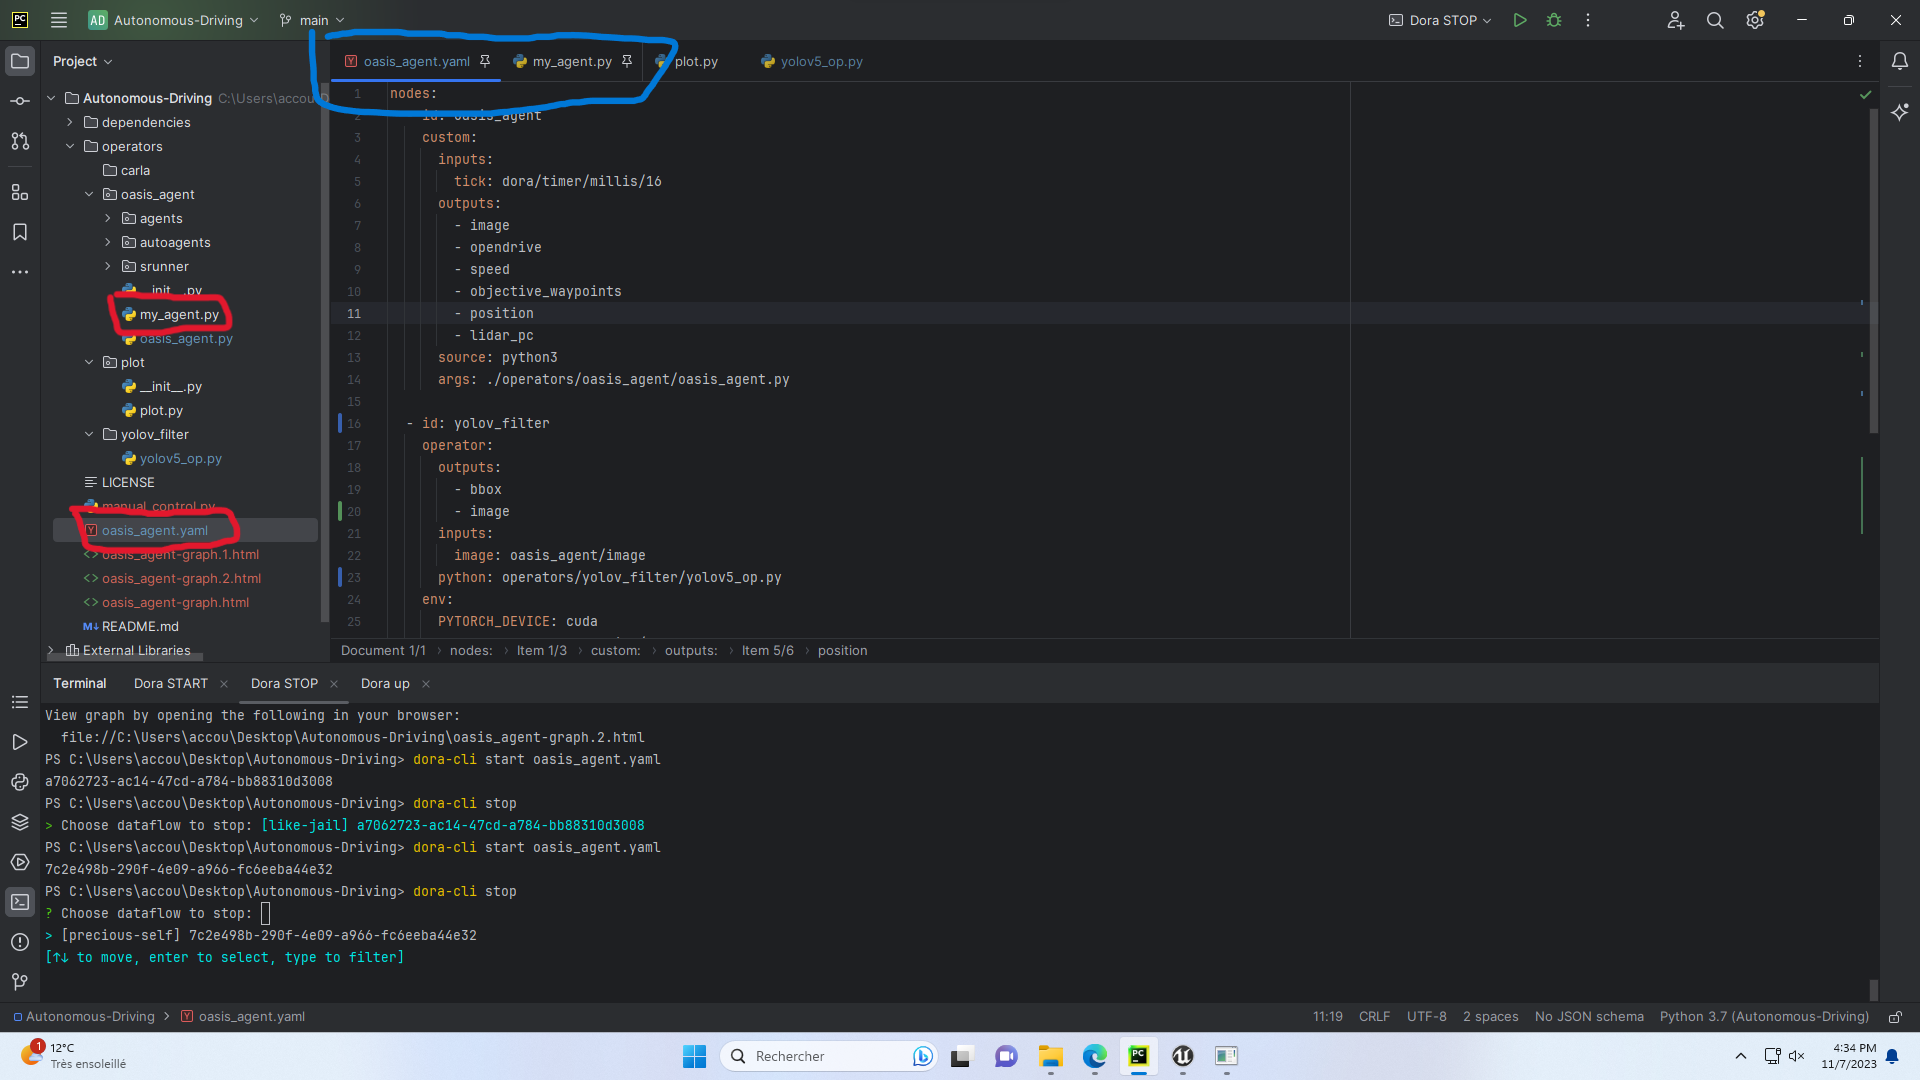 PC AD Autonomous-Driving main Dora STOP
Project
oasis_agent.yaml my_agent.py plot.py yolov5_op.py
Autonomous-Driving C:\Users\accou
dependencies
operators
carla
oasis_agent
agents
autoagents
srunner
__init__.py
my_agent.py
oasis_agent.py
plot
__init__.py
plot.py
yolov_filter
yolov5_op.py
LICENSE
manual_control.py
oasis_agent.yaml
oasis_agent-graph.1.html
oasis_agent-graph.2.html
oasis_agent-graph.html
README.md
External Libraries
1 nodes:
2 id: oasis_agent
3 custom:
4 inputs:
5 tick: dora/timer/millis/16
6 outputs:
7 - image
8 - opendrive
9 - speed
10 - objective_waypoints
11 - position
12 - lidar_pc
13 source: python3
14 args: ./operators/oasis_agent/oasis_agent.py
15
16 - id: yolov_filter
17 operator:
18 outputs:
19 - bbox
20 - image
21 inputs:
22 image: oasis_agent/image
23 python: operators/yolov_filter/yolov5_op.py
24 env:
25 PYTORCH_DEVICE: cuda
Document 1/1 › nodes: › Item 1/3 › custom: › outputs: › Item 5/6 › position
Terminal Dora START × Dora STOP × Dora up ×
View graph by opening the following in your browser:
file://C:\Users\accou\Desktop\Autonomous-Driving\oasis_agent-graph.2.html
PS C:\Users\accou\Desktop\Autonomous-Driving> dora-cli start oasis_agent.yaml
a7062723-ac14-47cd-a784-bb88310d3008
PS C:\Users\accou\Desktop\Autonomous-Driving> dora-cli stop
> Choose dataflow to stop: [like-jail] a7062723-ac14-47cd-a784-bb88310d3008
PS C:\Users\accou\Desktop\Autonomous-Driving> dora-cli start oasis_agent.yaml
7c2e498b-290f-4e09-a966-fc6eeba44e32
PS C:\Users\accou\Desktop\Autonomous-Driving> dora-cli stop
? Choose dataflow to stop:
> [precious-self] 7c2e498b-290f-4e09-a966-fc6eeba44e32
[↑↓ to move, enter to select, type to filter]
Autonomous-Driving > oasis_agent.yaml 11:19 CRLF UTF-8 2 spaces No JSON schema Python 3.7 (Autonomous-Driving)
1 12°C
Très ensoleillé
Rechercher
4:34 PM
11/7/2023